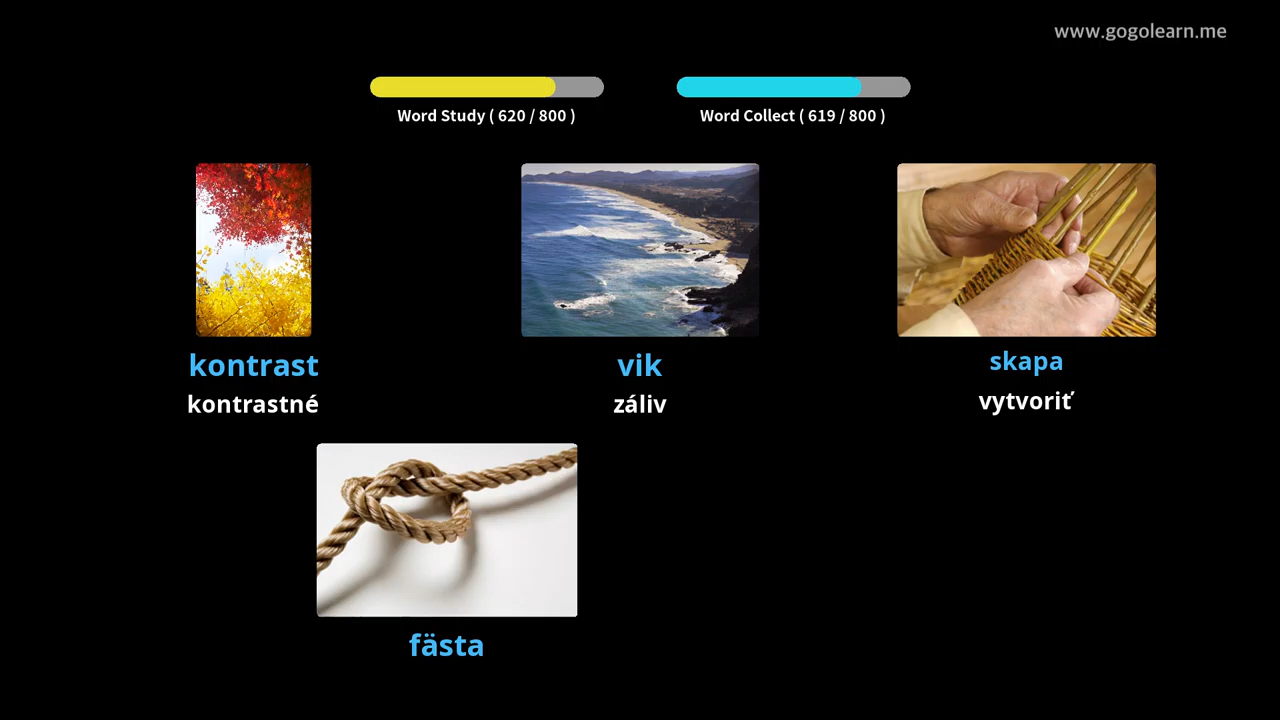 www.gogolearn.me
Word Study ( 620 / 800 )
Word Collect ( 619 / 800 )
kontrast
kontrastné
vik
záliv
skapa
vytvoriť
fästa